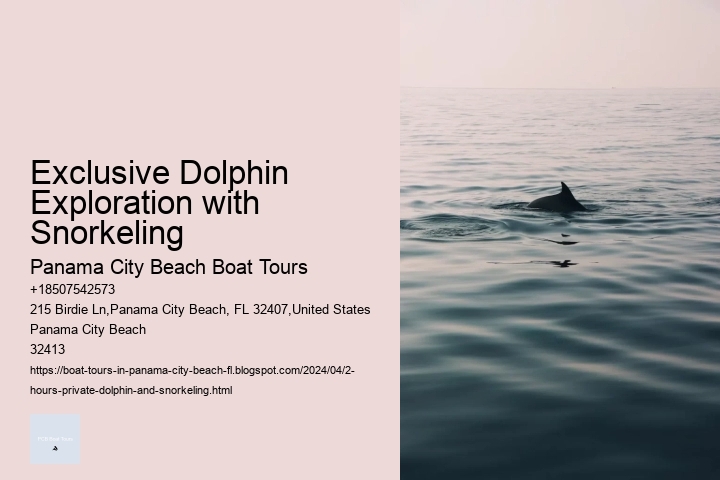 Exclusive Dolphin
Exploration with
Snorkeling
Panama City Beach Boat Tours
+18507542573
215 Birdie Ln,Panama City Beach, FL 32407,United States
Panama City Beach
32413
https://boat-tours-in-panama-city-beach-fl.blogspot.com/2024/04/2-
hours-private-dolphin-and-snorkeling.html